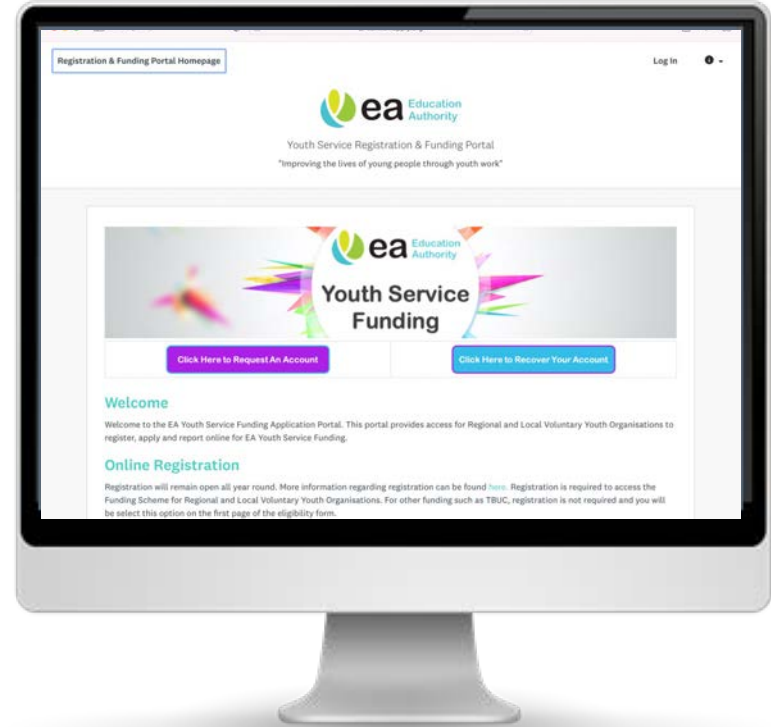 Registration & Funding Portal Homepage
Log In
ea Education Authority
Youth Service Registration & Funding Portal
"Improving the lives of young people through youth work"
ea Education Authority
Youth Service
Funding
Click Here to Request An Account
Click Here to Recover Your Account
Welcome
Welcome to the EA Youth Service Funding Application Portal. This portal provides access for Regional and Local Voluntary Youth Organisations to
register, apply and report online for EA Youth Service Funding.
Online Registration
Registration will remain open all year round. More information regarding registration can be found here. Registration is required to access the
Funding Scheme for Regional and Local Voluntary Youth Organisations. For other funding such as TBUC, registration is not required and you will
be select this option on the first page of the eligibility form.